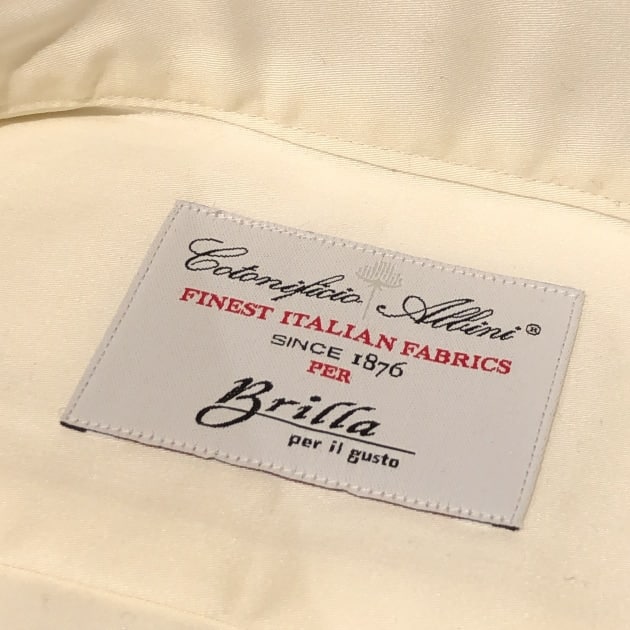 Cotonificio Albini®
FINEST ITALIAN FABRICS
SINCE 1876
PER
Brilla
per il gusto